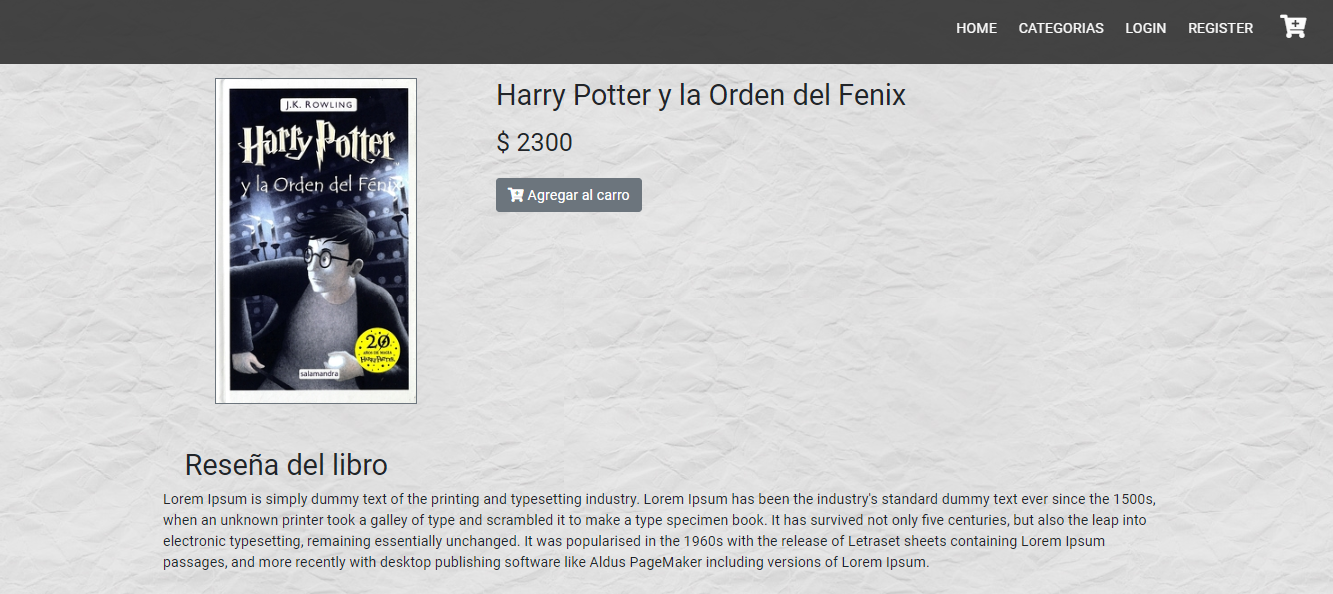 HOME CATEGORIAS LOGIN REGISTER
J.K. ROWLING
Harry Potter
y la Orden del Fénix
20
AÑOS DE MAGIA
HARRY POTTER
salamandra
Harry Potter y la Orden del Fenix
$ 2300
Agregar al carro
Reseña del libro
Lorem Ipsum is simply dummy text of the printing and typesetting industry. Lorem Ipsum has been the industry's standard dummy text ever since the 1500s,
when an unknown printer took a galley of type and scrambled it to make a type specimen book. It has survived not only five centuries, but also the leap into
electronic typesetting, remaining essentially unchanged. It was popularised in the 1960s with the release of Letraset sheets containing Lorem Ipsum
passages, and more recently with desktop publishing software like Aldus PageMaker including versions of Lorem Ipsum.